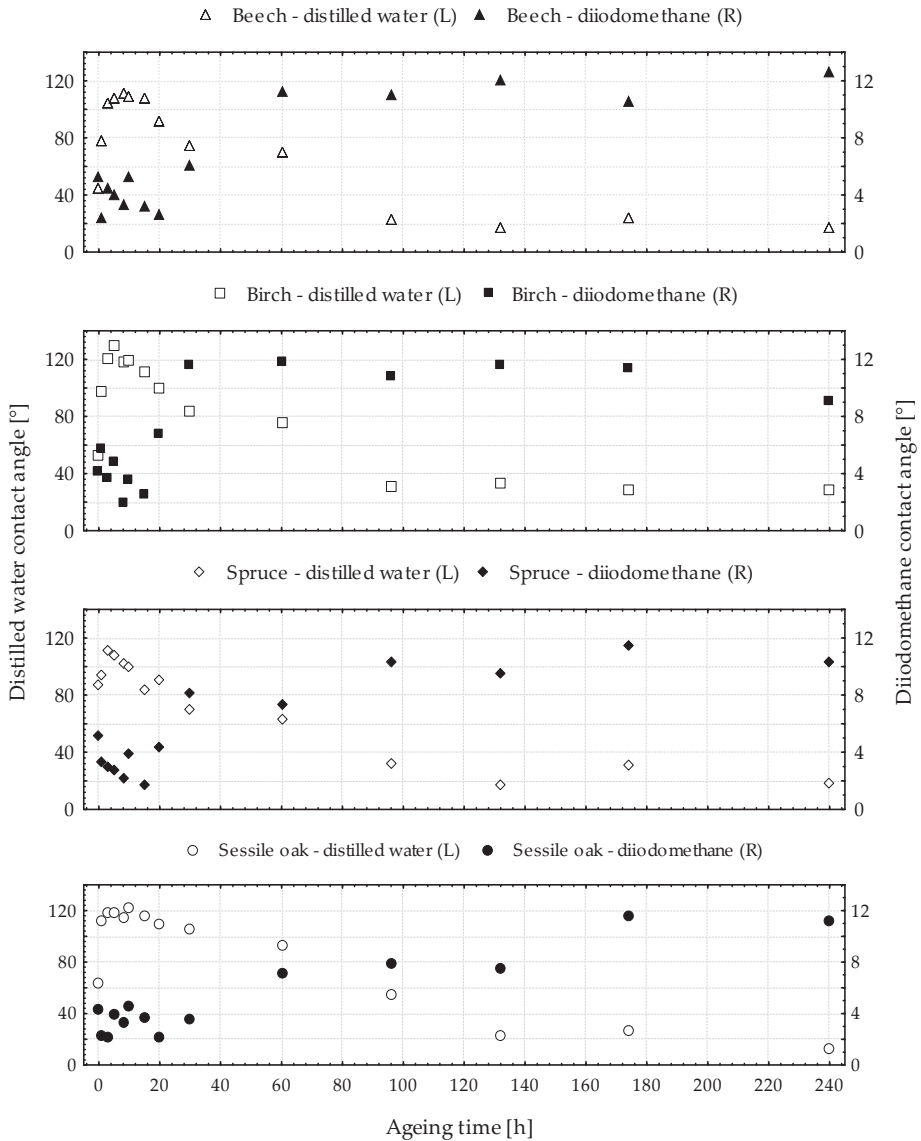 Beech - distilled water (L) Beech - diiodomethane (R)
120 12
80 8
40 4
0 0
Birch - distilled water (L) Birch - diiodomethane (R)
120 12
80 8
40 4
0 0
Spruce - distilled water (L) Spruce - diiodomethane (R)
120 12
80 8
40 4
0 0
Sessile oak - distilled water (L) Sessile oak - diiodomethane (R)
120 12
80 8
40 4
0 0
0 20 40 60 80 100 120 140 160 180 200 220 240
Ageing time [h]
Distilled water contact angle [°]
Diiodomethane contact angle [°]